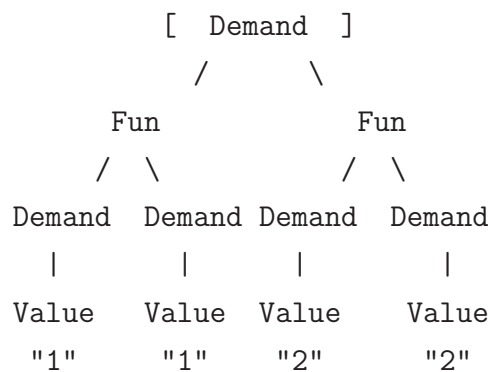 [ Demand ]
/ \
Fun Fun
/ \ / \
Demand Demand Demand Demand
| | | |
Value Value Value Value
"1" "1" "2" "2"